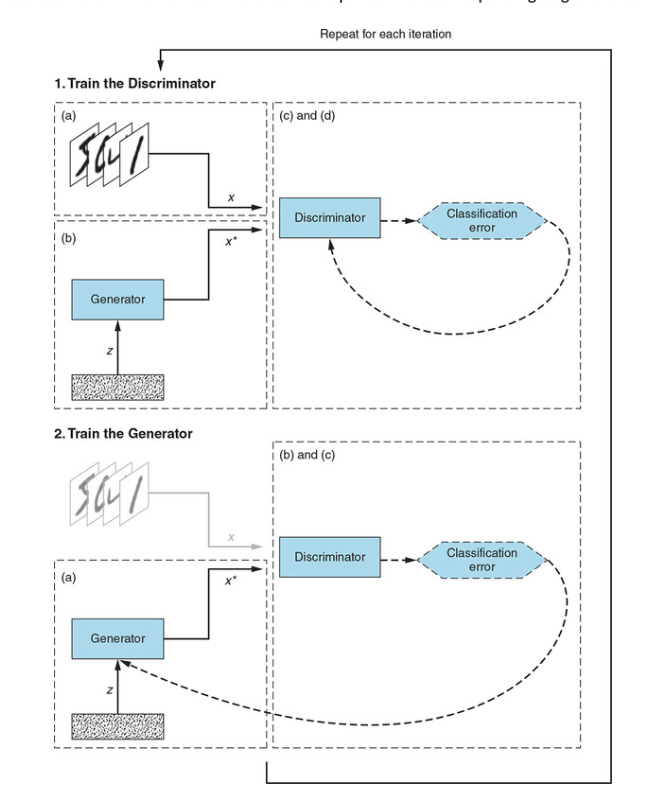 Repeat for each iteration
1. Train the Discriminator
(a)
x
(b)
x*
Generator
z
(c) and (d)
Discriminator
Classification
error
2. Train the Generator
x
(a)
x*
Generator
z
(b) and (c)
Discriminator
Classification
error